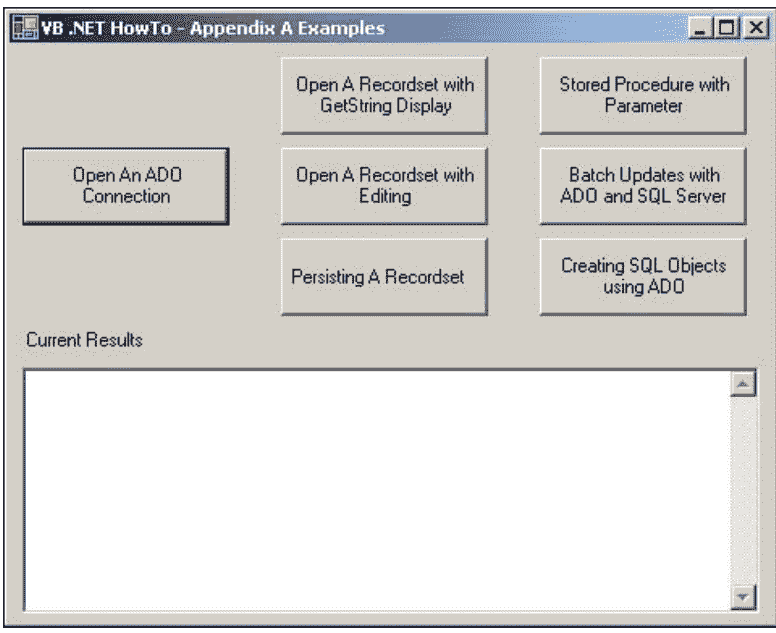 VB .NET HowTo - Appendix A Examples
Open A Recordset with
GetString Display
Stored Procedure with
Parameter
Open An ADO
Connection
Open A Recordset with
Editing
Batch Updates with
ADO and SQL Server
Persisting A Recordset
Creating SQL Objects
using ADO
Current Results